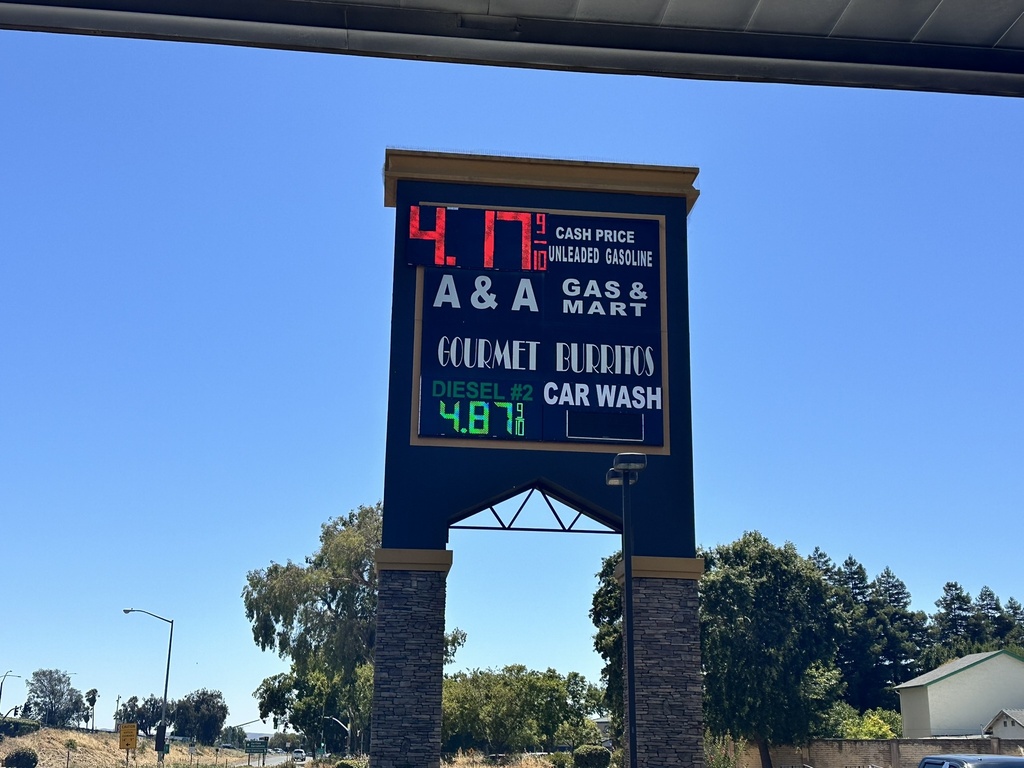 4.17 9/10 CASH PRICE
UNLEADED GASOLINE
A & A GAS &
MART
GOURMET BURRITOS
DIESEL #2 CAR WASH
4.87 9/10